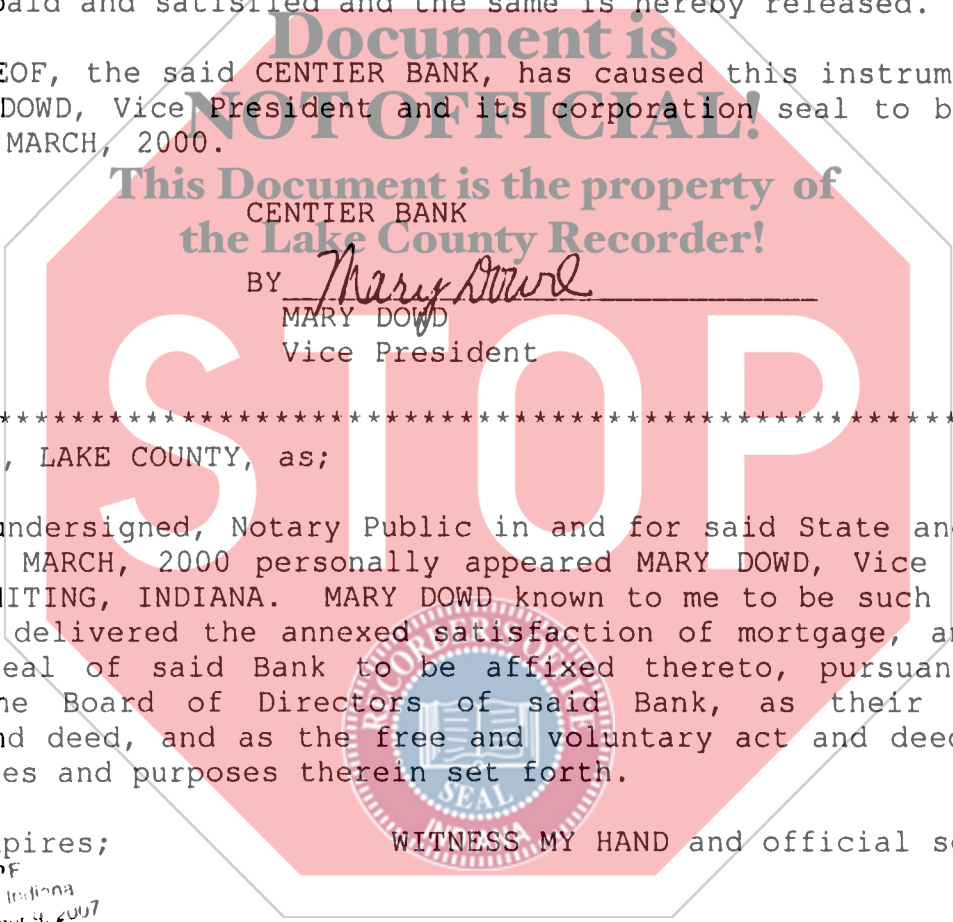 paid and satisfied and the same is hereby released.
Document is
EOF, the said CENTIER BANK, has caused this instrum
NOT OFFICIAL!
DOWD, Vice President and its corporation seal to b
MARCH, 2000.
This Document is the property of
CENTIER BANK
the Lake County Recorder!
BY Mary Dowd
MARY DOWD
Vice President
STOP
*****************************************************
, LAKE COUNTY, as;
undersigned, Notary Public in and for said State an
MARCH, 2000 personally appeared MARY DOWD, Vice
ITING, INDIANA. MARY DOWD known to me to be such
delivered the annexed satisfaction of mortgage, a
eal of said Bank to be affixed thereto, pursuan
he Board of Directors of said Bank, as their
nd deed, and as the free and voluntary act and deed
es and purposes therein set forth.
RECORDER'S OFFICE
SEAL
INDIANA
pires; WITNESS MY HAND and official s
Indiana
9, 2007